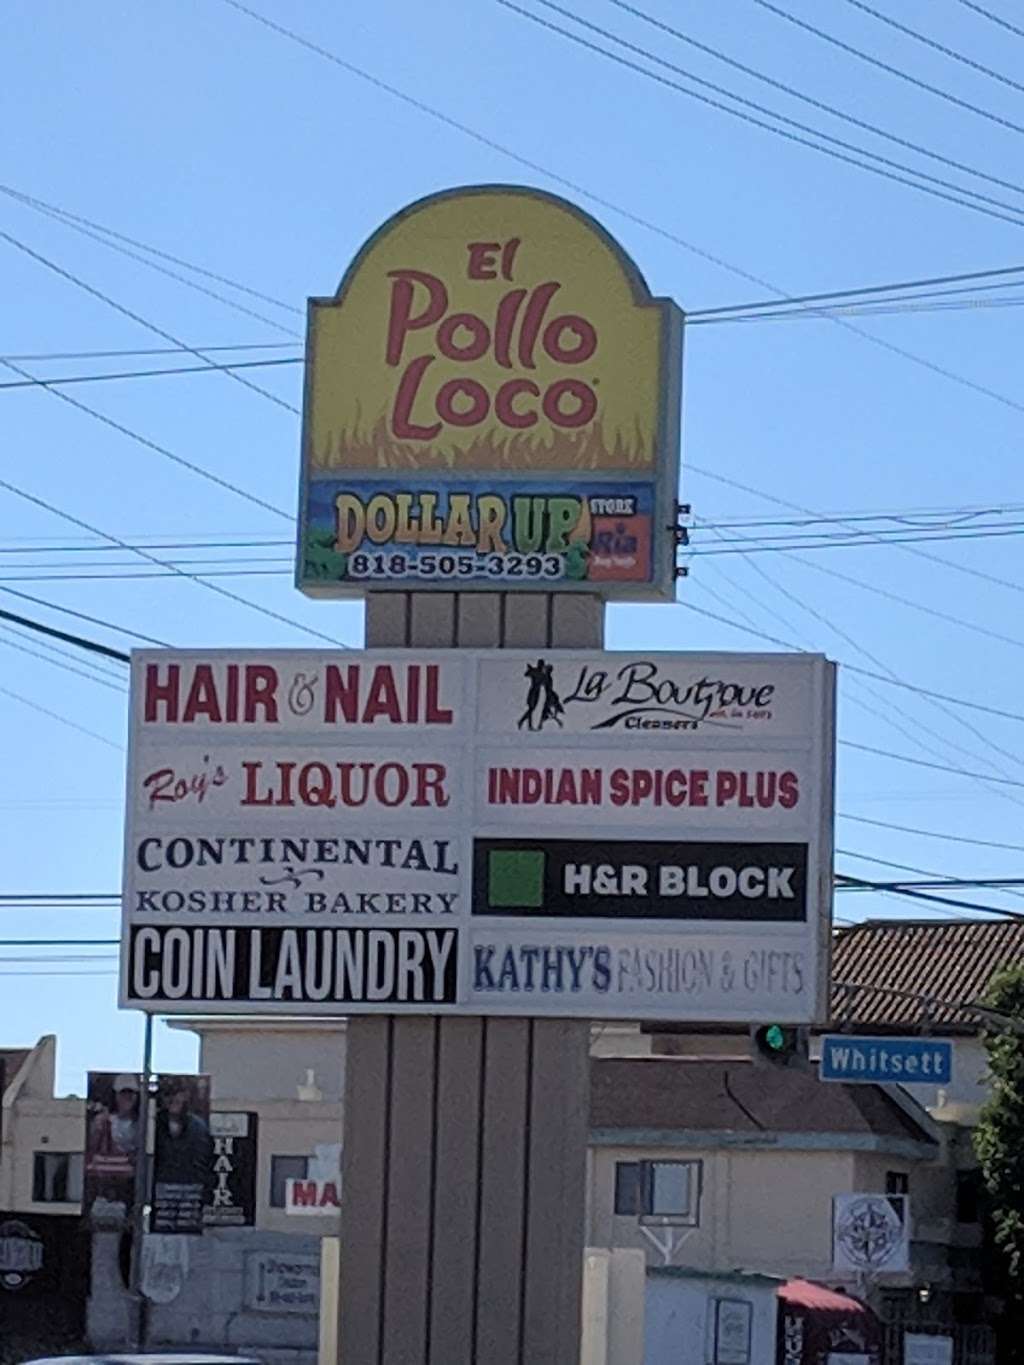 El
Pollo
Loco
DOLLAR UP STORE
Ria
818-505-3293
HAIR & NAIL
La Boutique
Cleaners
Roy's LIQUOR
INDIAN SPICE PLUS
CONTINENTAL
KOSHER BAKERY
H&R BLOCK
COIN LAUNDRY
KATHY'S FASHION & GIFTS
Whitsett
HAIR
MA